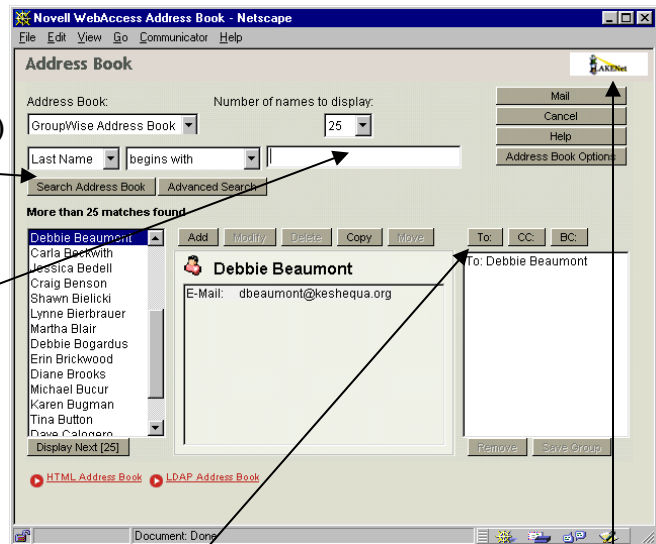 Novell WebAccess Address Book - Netscape
File Edit View Go Communicator Help
Address Book
LAKENet
Address Book:
Number of names to display:
Mail
GroupWise Address Book
25
Cancel
)
Help
Last Name
begins with
Address Book Options
Search Address Book
Advanced Search
More than 25 matches found
Debbie Beaumont
Carla Beckwith
Jessica Bedell
Craig Benson
Shawn Bielicki
Lynne Bierbrauer
Martha Blair
Debbie Bogardus
Erin Brickwood
Diane Brooks
Michael Bucur
Karen Bugman
Tina Button
Dave Calogero
Display Next [25]
Add Modify Delete Copy Move
Debbie Beaumont
E-Mail: dbeaumont@keshequa.org
To: CC: BC:
To: Debbie Beaumont
Remove Save Group
HTML Address Book LDAP Address Book
Document: Done